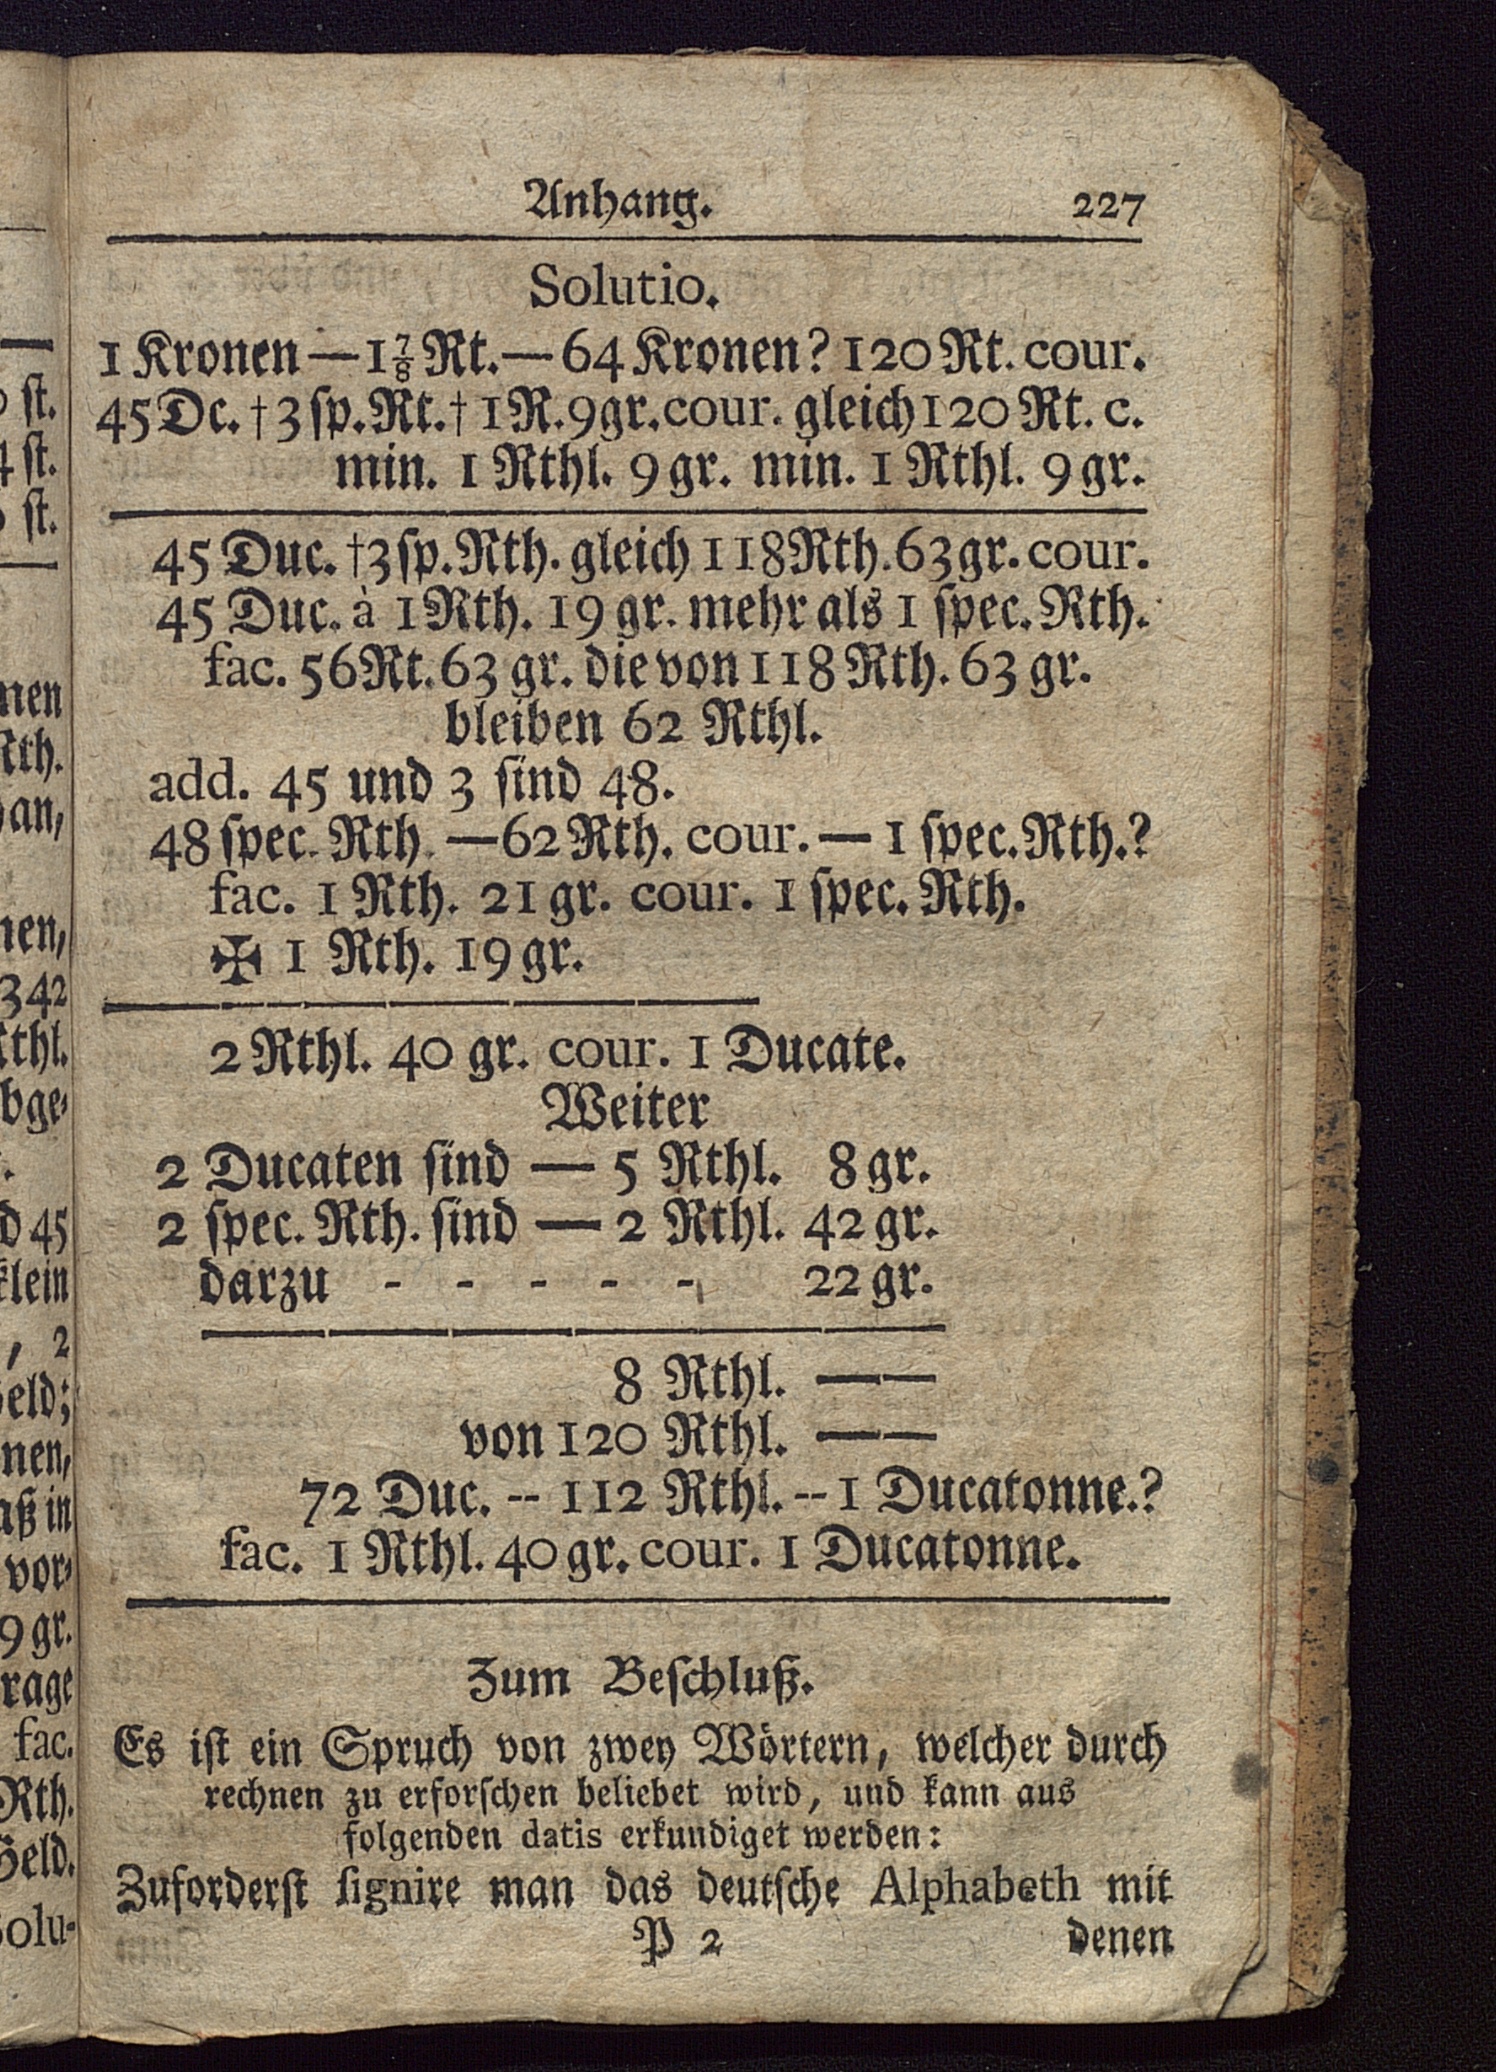 Anhang. 227
Solutio.
1 Kronen — 1⅞ Rt. — 64 Kronen? 120 Rt. cour.
45 Dc. † 3 ſp. Rt. † 1 R. 9 gr. cour. gleich 120 Rt. c.
min. 1 Rthl. 9 gr. min. 1 Rthl. 9 gr.
45 Duc. † 3 ſp. Rth. gleich 118 Rth. 63 gr. cour.
45 Duc. à 1 Rth. 19 gr. mehr als 1 ſpec. Rth.
fac. 56 Rt. 63 gr. die von 118 Rth. 63 gr.
bleiben 62 Rthl.
add. 45 und 3 ſind 48.
48 ſpec. Rth. — 62 Rth. cour. — 1 ſpec. Rth.?
fac. 1 Rth. 21 gr. cour. 1 ſpec. Rth.
✠ 1 Rth. 19 gr.
2 Rthl. 40 gr. cour. 1 Ducate.
Weiter
2 Ducaten ſind — 5 Rthl. 8 gr.
2 ſpec. Rth. ſind — 2 Rthl. 42 gr.
darzu - - - - - 22 gr.
8 Rthl. ——
von 120 Rthl. ——
72 Duc. -- 112 Rthl. -- 1 Ducatonne.?
fac. 1 Rthl. 40 gr. cour. 1 Ducatonne.
Zum Beſchluß.
Es iſt ein Spruch von zwey Wörtern, welcher durch
rechnen zu erforſchen beliebet wird, und kann aus
folgenden datis erkundiget werden:
Zuforderſt ſignire man das deutſche Alphabeth mit
P 2 denen